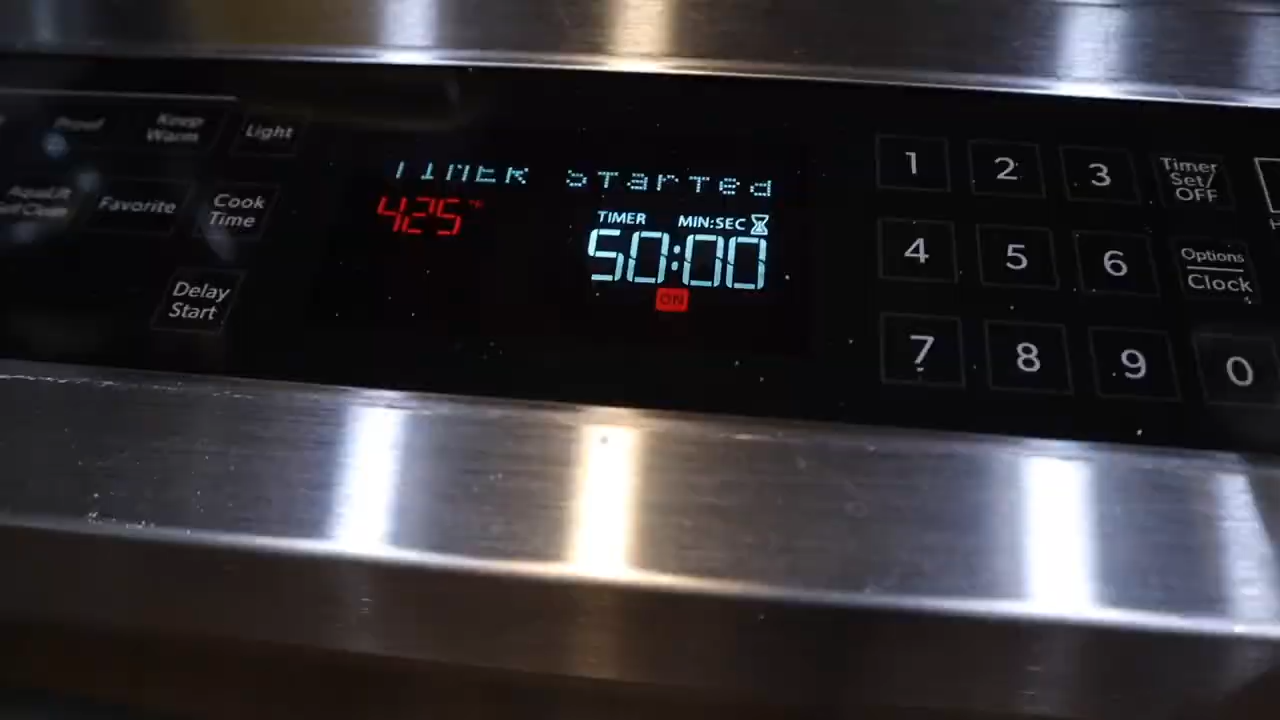 Proof
Keep
Warm
Light
AquaLift
Self Clean
Favorite
Cook
Time
Delay
Start
TIMER Started
425 °F
TIMER MIN:SEC
50:00
ON
1 2 3
Timer
Set/
OFF
4 5 6
Options
Clock
7 8 9 0